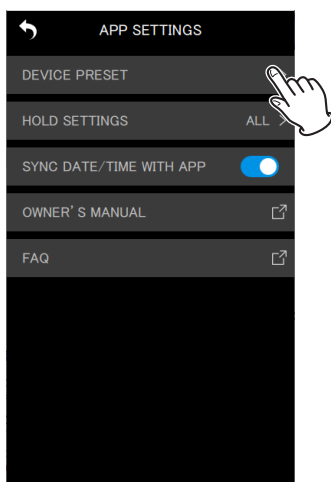 APP SETTINGS
DEVICE PRESET
HOLD SETTINGS ALL >
SYNC DATE/TIME WITH APP
OWNER'S MANUAL
FAQ